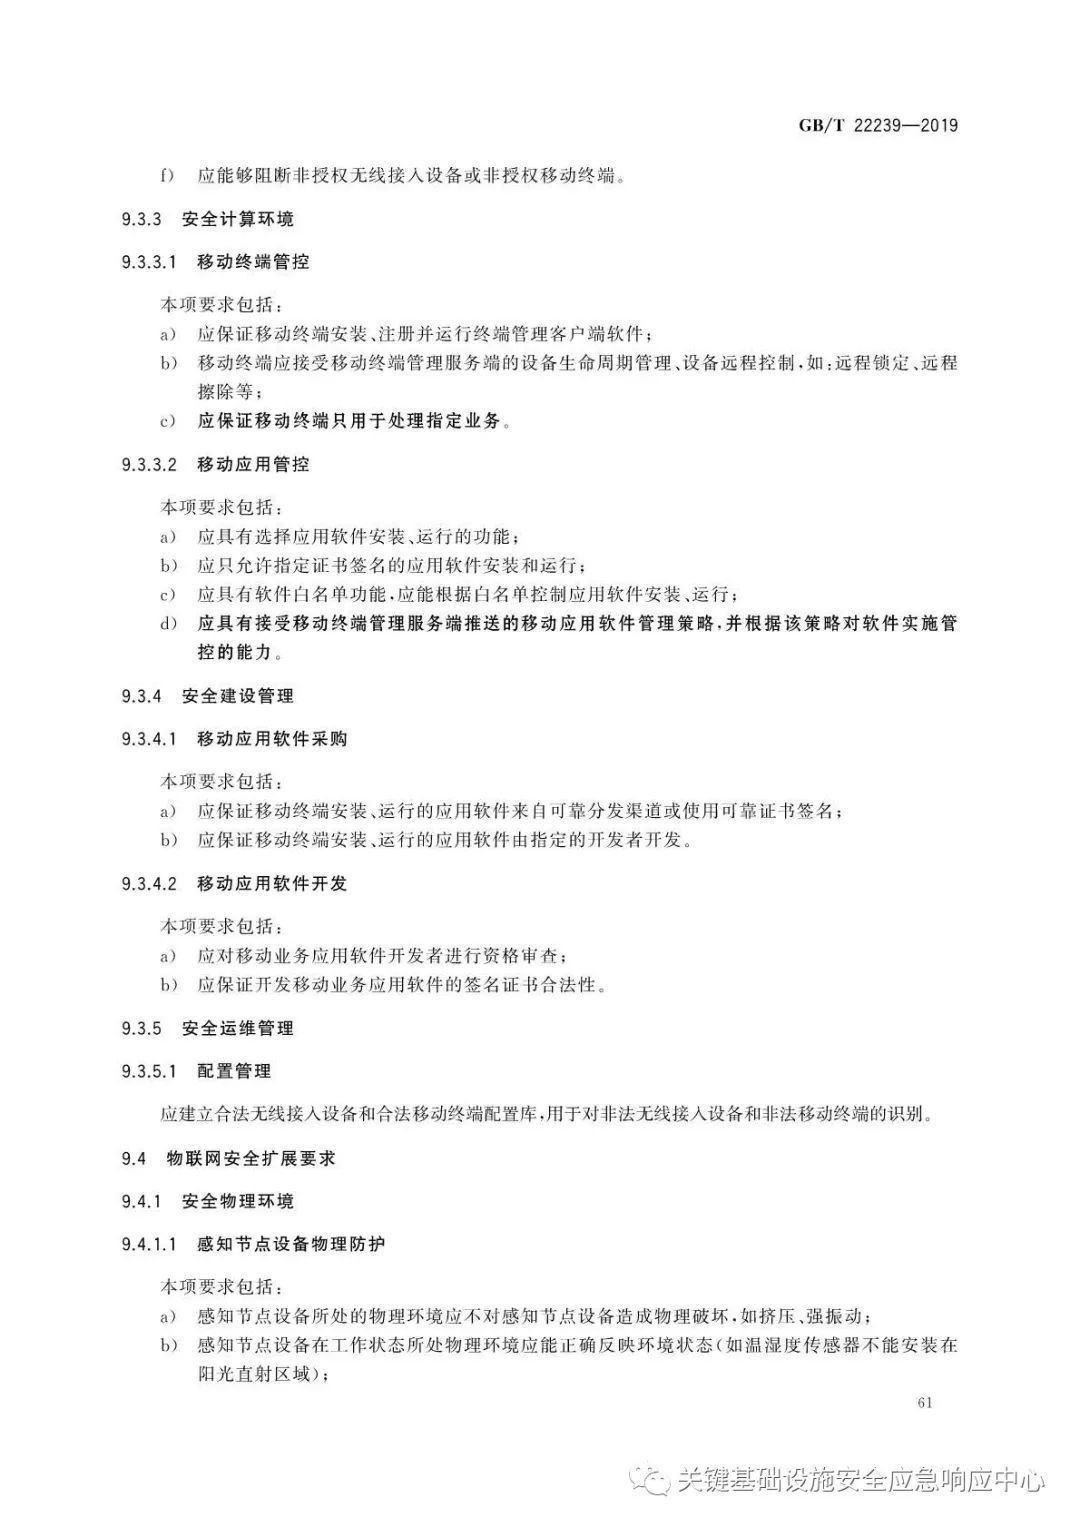 GB/T 22239—2019
f) 应能够阻断非授权无线接入设备或非授权移动终端。
9.3.3 安全计算环境
9.3.3.1 移动终端管控
本项要求包括:
a) 应保证移动终端安装、注册并运行终端管理客户端软件;
b) 移动终端应接受移动终端管理服务端的设备生命周期管理、设备远程控制,如:远程锁定、远程
擦除等;
c) 应保证移动终端只用于处理指定业务。
9.3.3.2 移动应用管控
本项要求包括:
a) 应具有选择应用软件安装、运行的功能;
b) 应只允许指定证书签名的应用软件安装和运行;
c) 应具有软件白名单功能,应能根据白名单控制应用软件安装、运行;
d) 应具有接受移动终端管理服务端推送的移动应用软件管理策略,并根据该策略对软件实施管
控的能力。
9.3.4 安全建设管理
9.3.4.1 移动应用软件采购
本项要求包括:
a) 应保证移动终端安装、运行的应用软件来自可靠分发渠道或使用可靠证书签名;
b) 应保证移动终端安装、运行的应用软件由指定的开发者开发。
9.3.4.2 移动应用软件开发
本项要求包括:
a) 应对移动业务应用软件开发者进行资格审查;
b) 应保证开发移动业务应用软件的签名证书合法性。
9.3.5 安全运维管理
9.3.5.1 配置管理
应建立合法无线接入设备和合法移动终端配置库,用于对非法无线接入设备和非法移动终端的识别。
9.4 物联网安全扩展要求
9.4.1 安全物理环境
9.4.1.1 感知节点设备物理防护
本项要求包括:
a) 感知节点设备所处的物理环境应不对感知节点设备造成物理破坏,如挤压、强振动;
b) 感知节点设备在工作状态所处物理环境应能正确反映环境状态(如温湿度传感器不能安装在
阳光直射区域);
61
关键基础设施安全应急响应中心